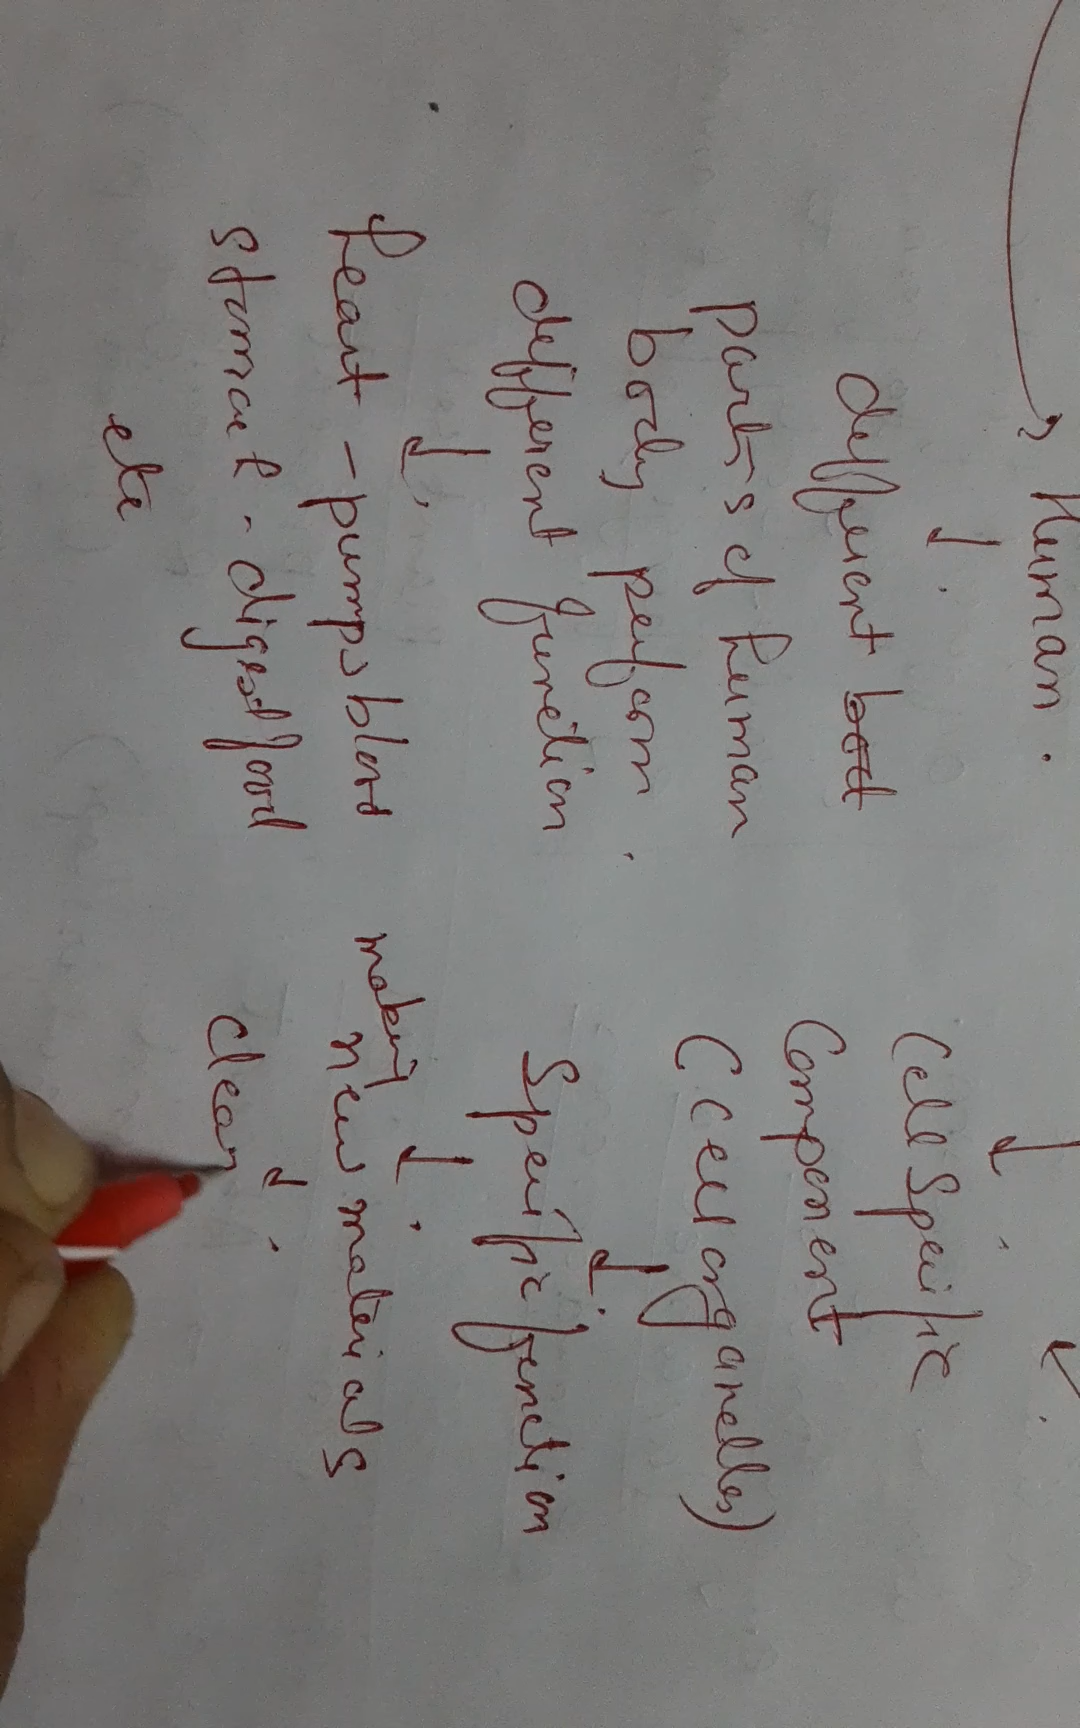 Human
different bod
parts of human
body perform
different function
heart - pumps blood
stomach - digest food
etc
Cell Specific
Component
(Cell organelles)
Specific function
making
new materials
clean